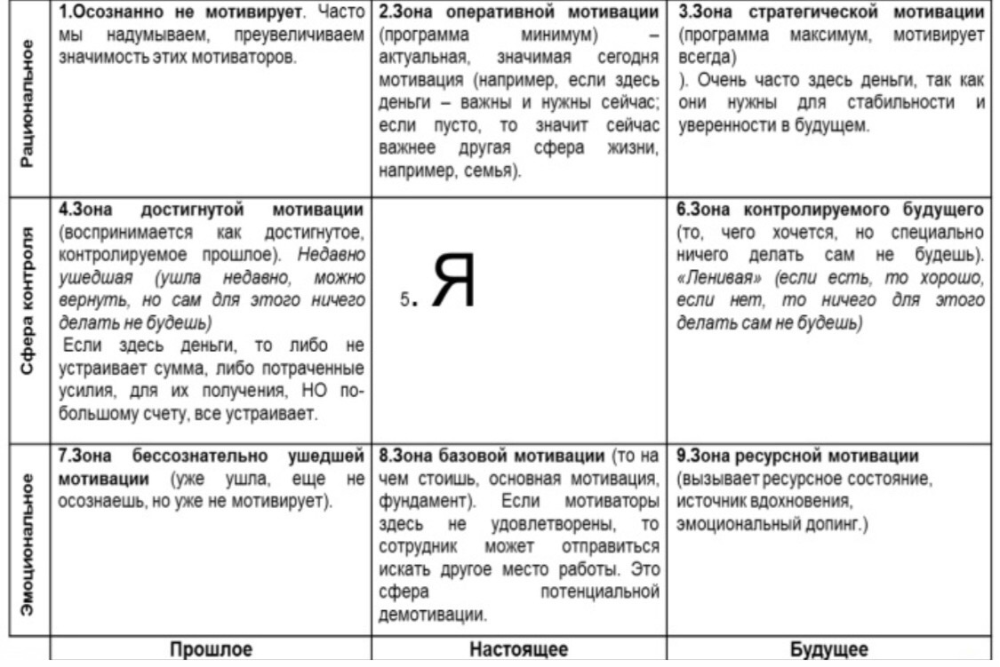 Рациональное
1.Осознанно не мотивирует. Часто
мы надумываем, преувеличиваем
значимость этих мотиваторов.
2.Зона оперативной мотивации
(программа минимум) –
актуальная, значимая сегодня
мотивация (например, если здесь
деньги – важны и нужны сейчас;
если пусто, то значит сейчас
важнее другая сфера жизни,
например, семья).
3.Зона стратегической мотивации
(программа максимум, мотивирует
всегда)
). Очень часто здесь деньги, так как
они нужны для стабильности и
уверенности в будущем.
Сфера контроля
4.Зона достигнутой мотивации
(воспринимается как достигнутое,
контролируемое прошлое). Недавно
ушедшая (ушла недавно, можно
вернуть, но сам для этого ничего
делать не будешь)
Если здесь деньги, то либо не
устраивает сумма, либо потраченные
усилия, для их получения, НО по-
большому счету, все устраивает.
5. Я
6.Зона контролируемого будущего
(то, чего хочется, но специально
ничего делать сам не будешь).
«Ленивая» (если есть, то хорошо,
если нет, то ничего для этого
делать сам не будешь)
Эмоциональное
7.Зона бессознательно ушедшей
мотивации (уже ушла, еще не
осознаешь, но уже не мотивирует).
8.Зона базовой мотивации (то на
чем стоишь, основная мотивация,
фундамент). Если мотиваторы
здесь не удовлетворены, то
сотрудник может отправиться
искать другое место работы. Это
сфера потенциальной
демотивации.
9.Зона ресурсной мотивации
(вызывает ресурсное состояние,
источник вдохновения,
эмоциональный допинг.)
Прошлое
Настоящее
Будущее